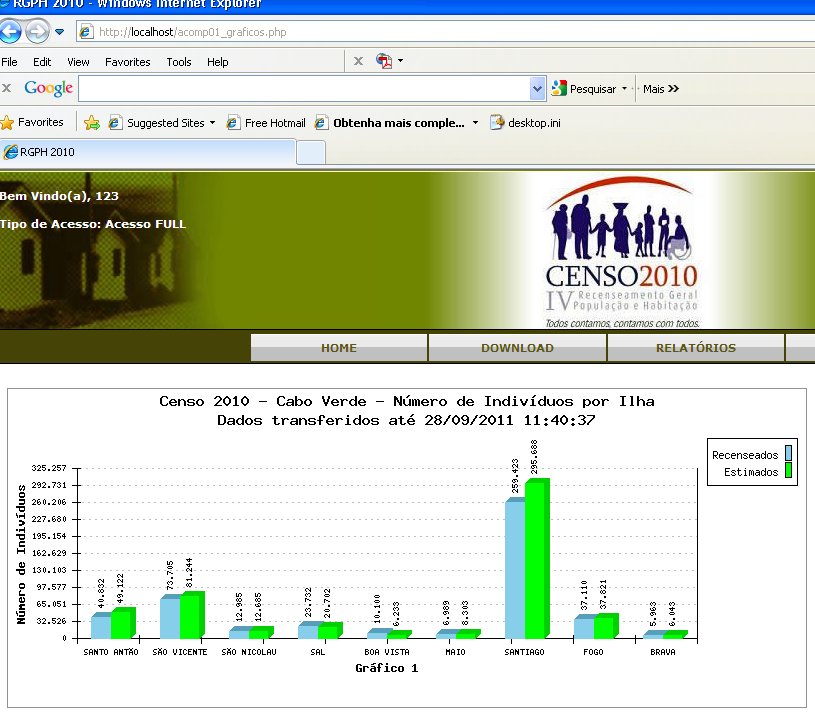 RGPH 2010 - Windows Internet Explorer
http://localhost/acomp01_graficos.php
File Edit View Favorites Tools Help
Google Pesquisar Mais
Favorites Suggested Sites Free Hotmail Obtenha mais comple... desktop.ini
RGPH 2010
Bem Vindo(a), 123
Tipo de Acesso: Acesso FULL
CENSO2010
IV Recenseamento Geral
População e Habitação
Todos contamos, contamos com todos.
HOME DOWNLOAD RELATÓRIOS
Censo 2010 - Cabo Verde - Número de Indivíduos por Ilha
Dados transferidos até 28/09/2011 11:40:37
Recenseados
Estimados
Número de Indivíduos
325.257
292.731
260.206
227.680
195.154
162.629
130.103
97.577
65.051
32.526
0
40.832 49.122
73.705 81.244
12.985 12.685
23.732 20.702
10.100 6.233
6.989 8.303
259.423 295.688
37.110 37.821
5.963 6.043
SANTO ANTÃO SÃO VICENTE SÃO NICOLAU SAL BOA VISTA MAIO SANTIAGO FOGO BRAVA
Gráfico 1